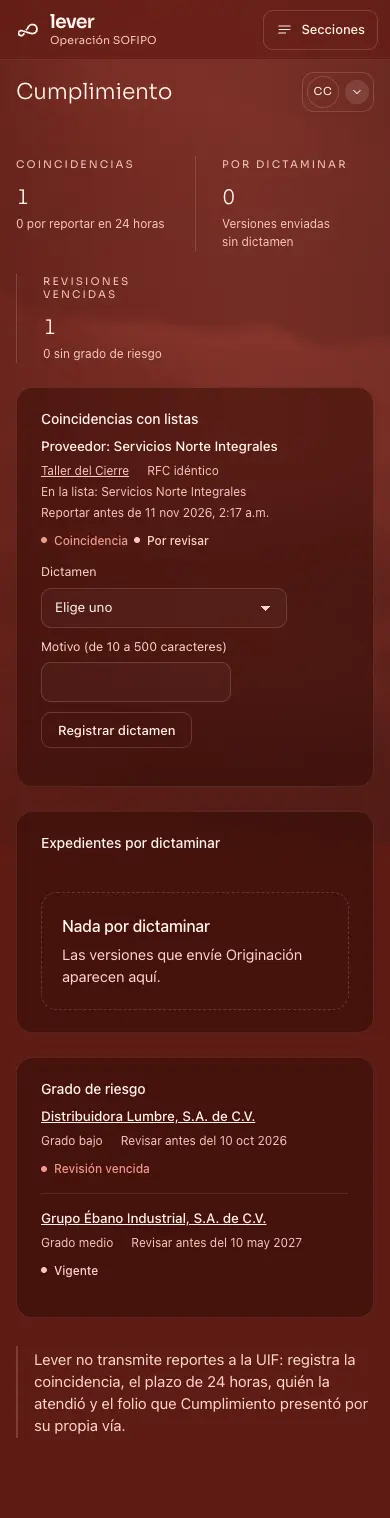 lever
Operación SOFIPO
Secciones
Cumplimiento
CC
COINCIDENCIAS
1
0 por reportar en 24 horas
POR DICTAMINAR
0
Versiones enviadas
sin dictamen
REVISIONES
VENCIDAS
1
0 sin grado de riesgo
Coincidencias con listas
Proveedor: Servicios Norte Integrales
Taller del Cierre RFC idéntico
En la lista: Servicios Norte Integrales
Reportar antes de 11 nov 2026, 2:17 a.m.
Coincidencia Por revisar
Dictamen
Elige uno
Motivo (de 10 a 500 caracteres)
Registrar dictamen
Expedientes por dictaminar
Nada por dictaminar
Las versiones que envíe Originación
aparecen aquí.
Grado de riesgo
Distribuidora Lumbre, S.A. de C.V.
Grado bajo Revisar antes del 10 oct 2026
Revisión vencida
Grupo Ébano Industrial, S.A. de C.V.
Grado medio Revisar antes del 10 may 2027
Vigente
Lever no transmite reportes a la UIF: registra la
coincidencia, el plazo de 24 horas, quién la
atendió y el folio que Cumplimiento presentó por
su propia vía.